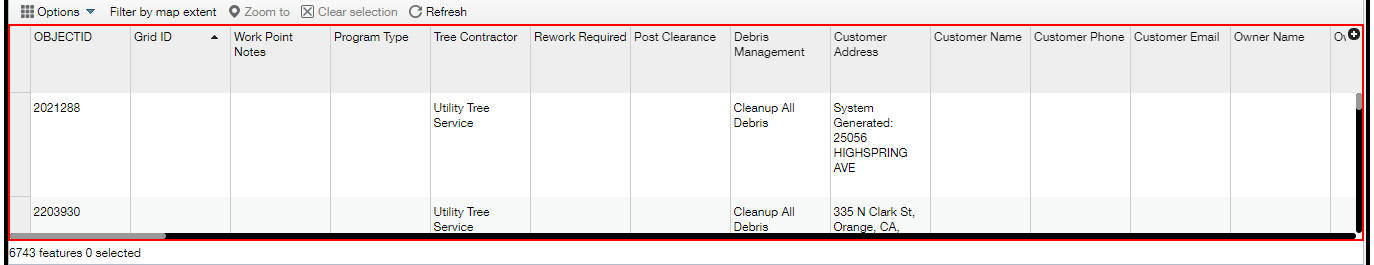 Options Filter by map extent Zoom to Clear selection Refresh
OBJECTID Grid ID Work Point Program Type Tree Contractor Rework Required Post Clearance Debris Customer Customer Name Customer Phone Customer Email Owner Name
Notes Management Address
2021288 Utility Tree Cleanup All System
Service Debris Generated:
25056
HIGHSPRING
AVE
2203930 Utility Tree Cleanup All 335 N Clark St,
Service Debris Orange, CA,
6743 features 0 selected